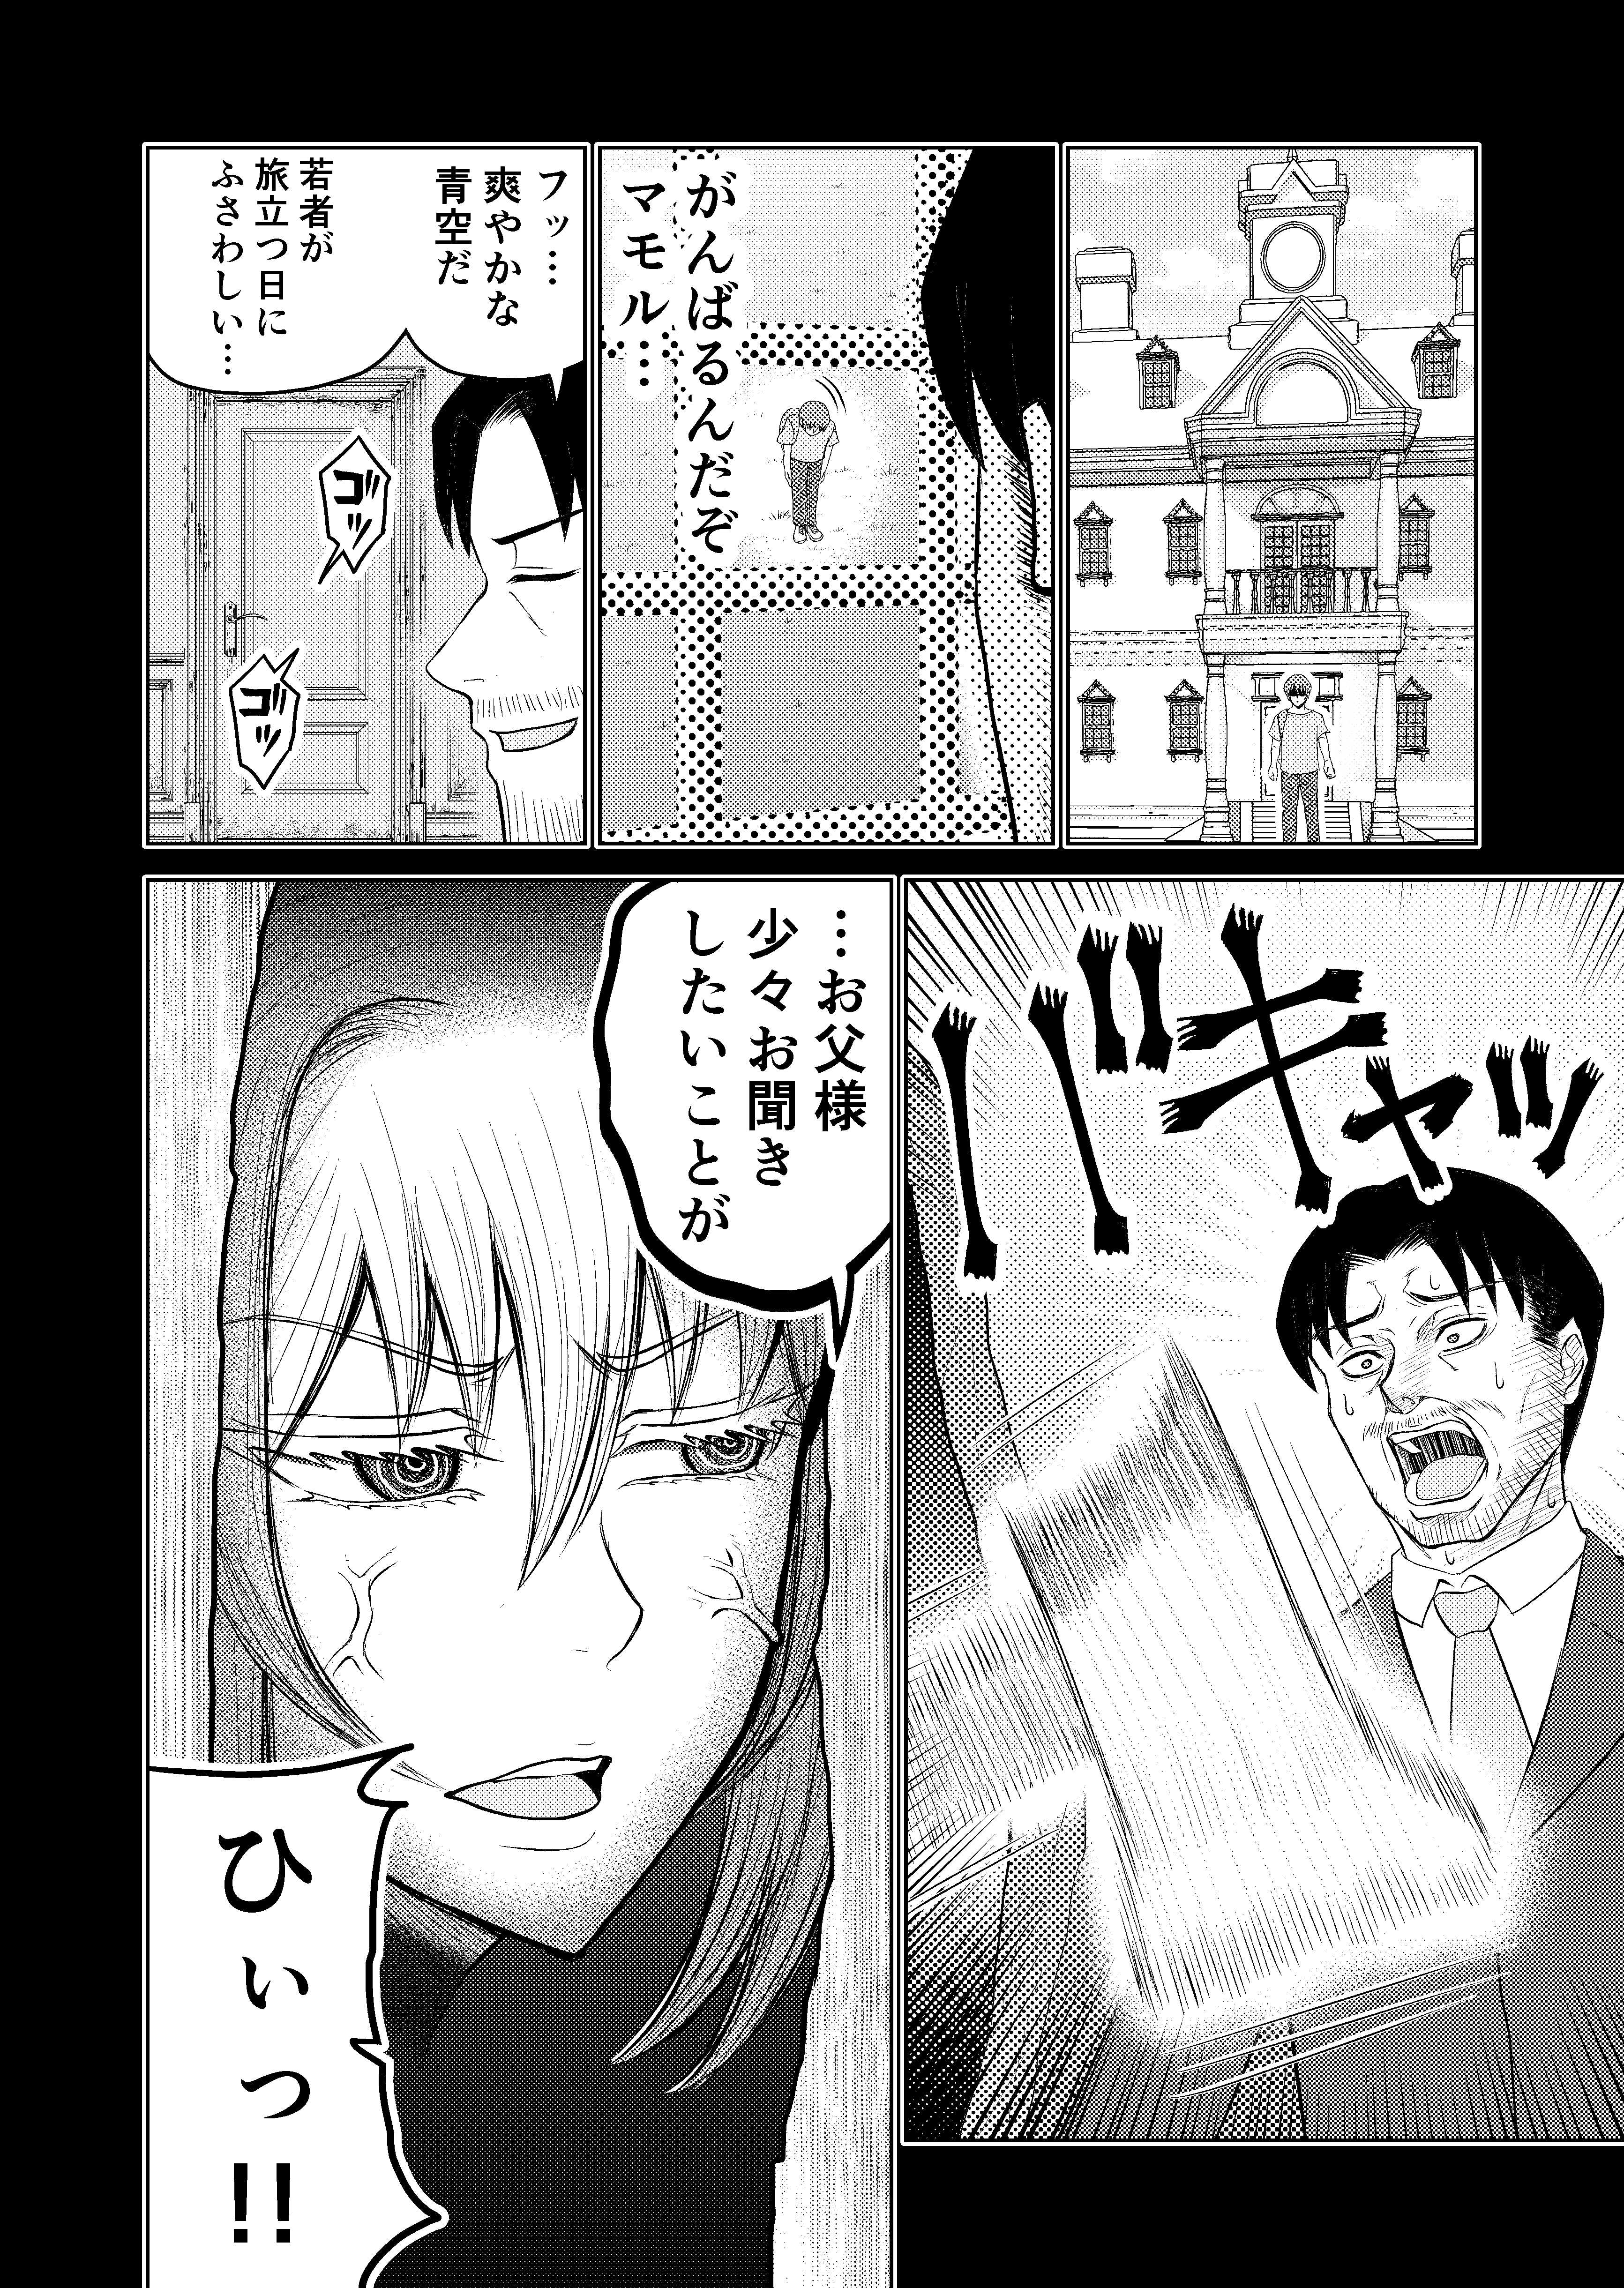 がんばるんだぞ
マモル…
フッ…
爽やかな
青空だ
若者が
旅立つ日に
ふさわしい…
ゴッ
ゴッ
バキャッ
…お父様
少々お聞き
したいことが
ひぃっ!!